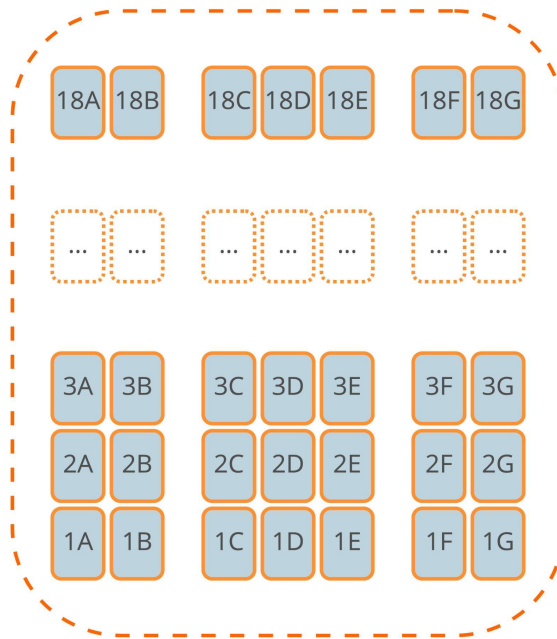 18A 18B 18C 18D 18E 18F 18G
... ... ... ... ... ... ...
3A 3B 3C 3D 3E 3F 3G
2A 2B 2C 2D 2E 2F 2G
1A 1B 1C 1D 1E 1F 1G